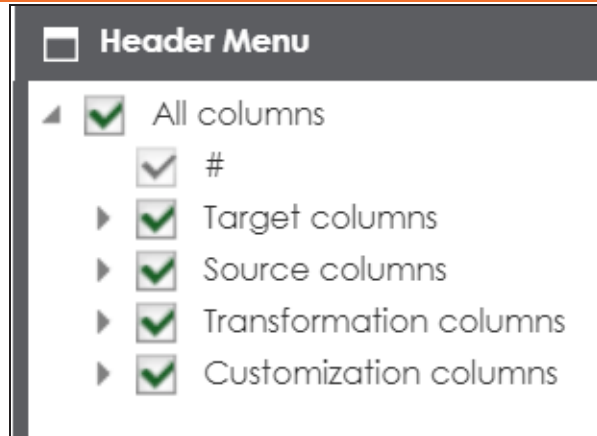 Header Menu
All columns
#
Target columns
Source columns
Transformation columns
Customization columns